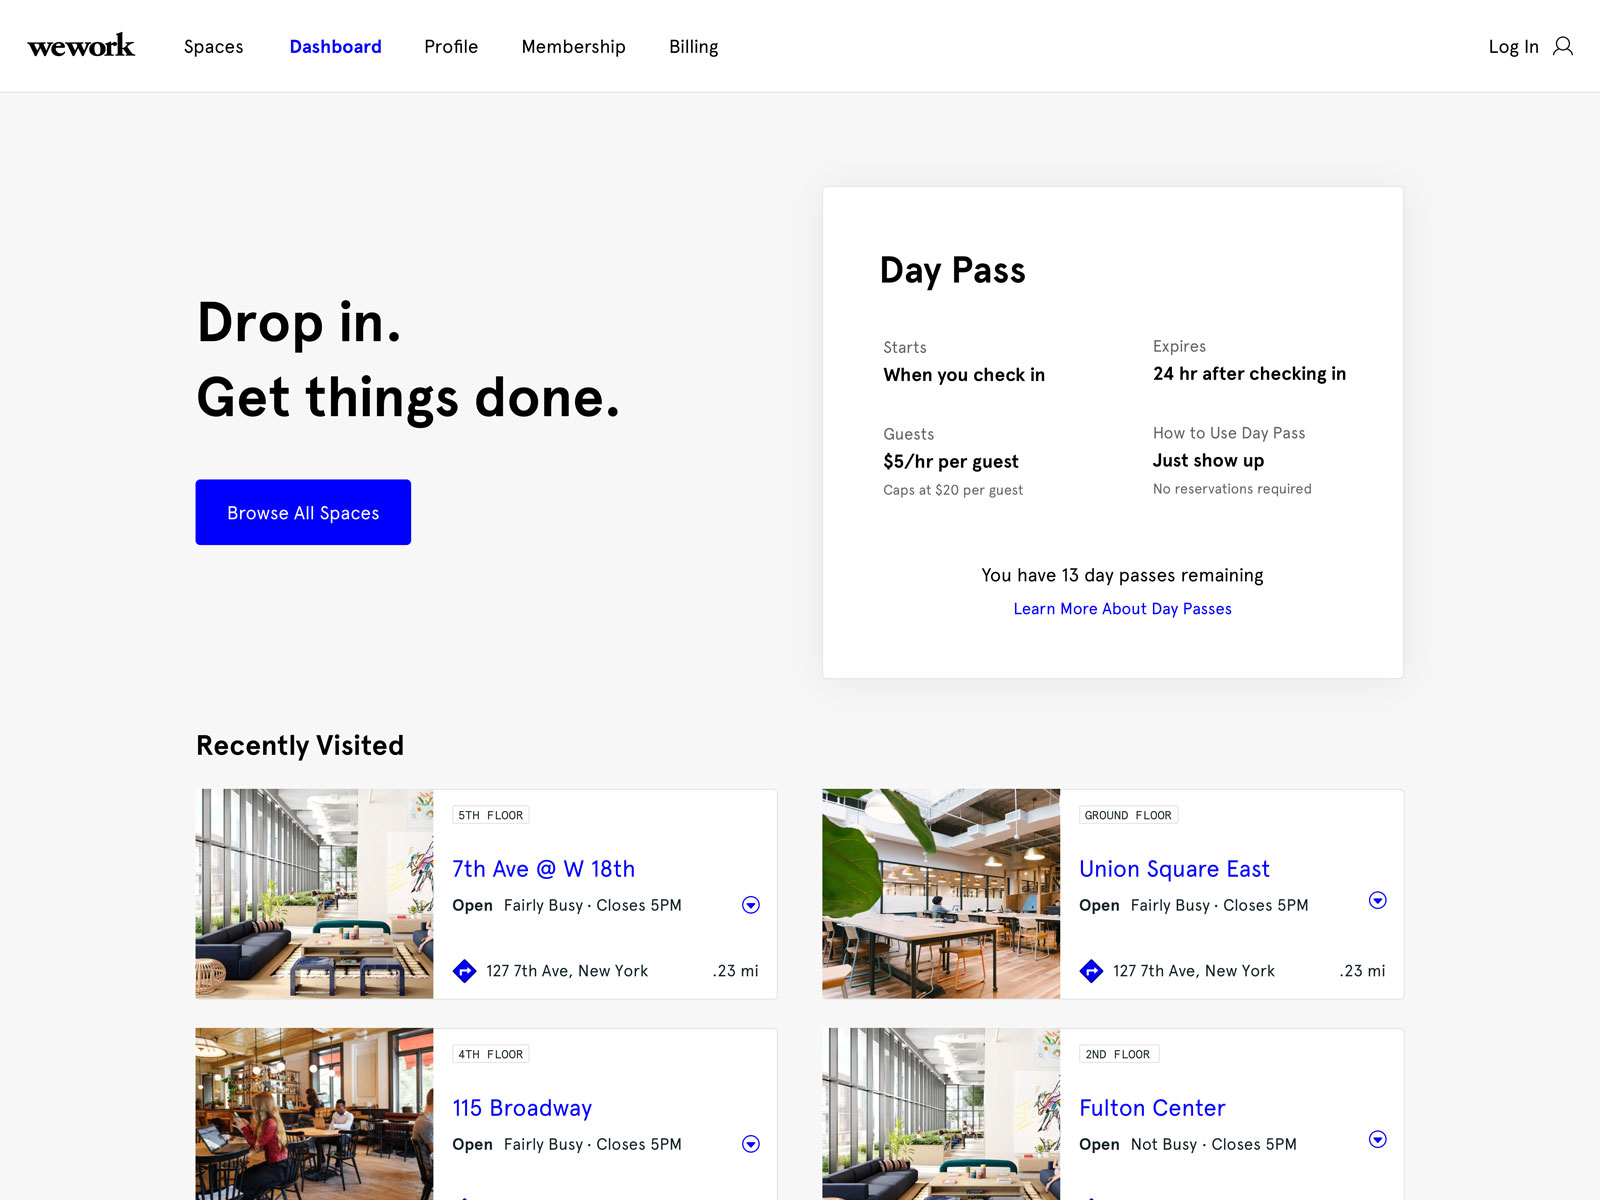 wework
Spaces
Dashboard
Profile
Membership
Billing
Log In
Drop in.
Get things done.
Browse All Spaces
Day Pass
Starts
When you check in
Expires
24 hr after checking in
Guests
$5/hr per guest
Caps at $20 per guest
How to Use Day Pass
Just show up
No reservations required
You have 13 day passes remaining
Learn More About Day Passes
Recently Visited
5TH FLOOR
7th Ave @ W 18th
Open Fairly Busy · Closes 5PM
127 7th Ave, New York .23 mi
GROUND FLOOR
Union Square East
Open Fairly Busy · Closes 5PM
127 7th Ave, New York .23 mi
4TH FLOOR
115 Broadway
Open Fairly Busy · Closes 5PM
2ND FLOOR
Fulton Center
Open Not Busy · Closes 5PM